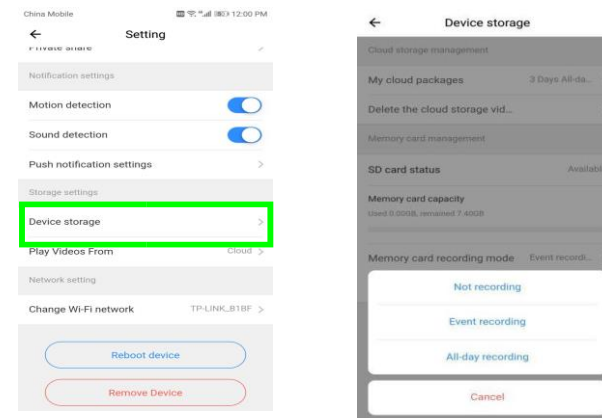 China Mobile 12:00 PM
Setting
Private share
Notification settings
Motion detection
Sound detection
Push notification settings
Storage settings
Device storage
Play Videos From Cloud
Network setting
Change Wi-Fi network TP-LINK_B1BF
Reboot device
Remove Device
Device storage
Cloud storage management
My cloud packages 3 Days All-da...
Delete the cloud storage vid...
Memory card management
SD card status Availabl
Memory card capacity
Used 0.00GB, remained 7.40GB
Memory card recording mode Event recordi...
Not recording
Event recording
All-day recording
Cancel